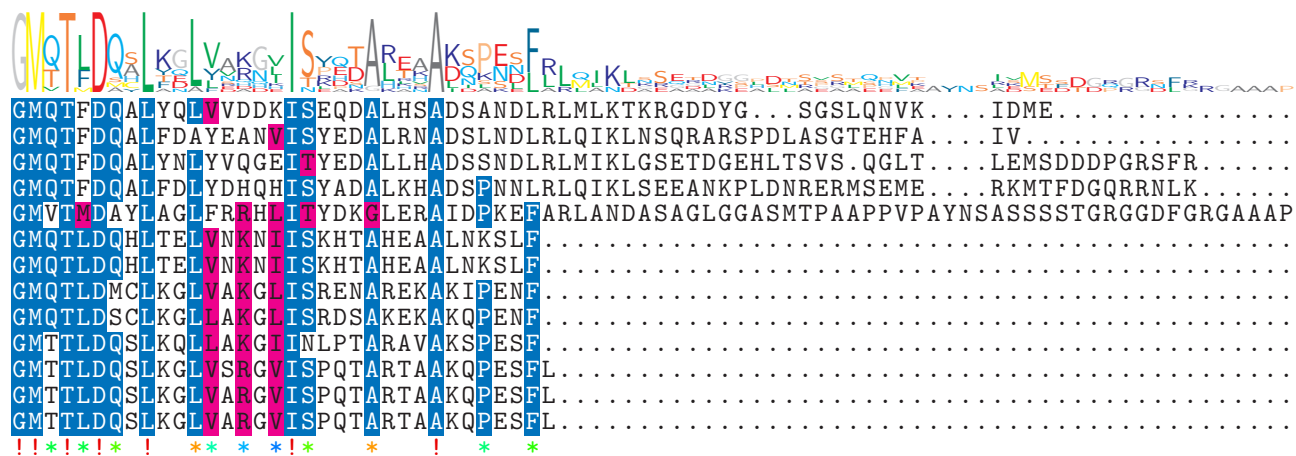 GMQTFDQALYQLVVDDKISEQDALHSADSANDLRLMLKTKRGDDYG...SGSLQNVK....IDME...............
GMQTFDQALFDAYEANVISYEDALRNADSLNDLRLQIKLNSQRARSPDLASGTEHFA....IV.................
GMQTFDQALYNLYVQGEITYEDALLHADSSNDLRLMIKLGSETDGEHLTSVS.QGLT....LEMSDDDPGRSFR......
GMQTFDQALFDLYDHQHISYADALKHADSPNNLRLQIKLSEEANKPLDNRERMSEME....RKMTFDGQRRNLK......
GMVTMDAYLAGLFRRHLITYDKGLERAIDPKEFARLANDASAGLGGASMTPAAPPVPAYNSASSSSTGRGGDFGRGAAAP
GMQTLDQHLTELVNKNIISKHTAHEAALNKSLF...............................................
GMQTLDQHLTELVNKNIISKHTAHEAALNKSLF...............................................
GMQTLDMCLKGLVAKGLISRENAREKAKIPENF...............................................
GMQTLDSCLKGLLAKGLISRDSAKEKAKQPENF...............................................
GMTTLDQSLKQLLAKGIINLPTARAVAKSPESF...............................................
GMTTLDQSLKGLVSRGVISPQTARTAAKQPESFL..............................................
GMTTLDQSLKGLVARGVISPQTARTAAKQPESFL..............................................
GMTTLDQSLKGLVARGVISPQTARTAAKQPESFL..............................................
!!*!*!* !  ** * *!*   *   !  *  *